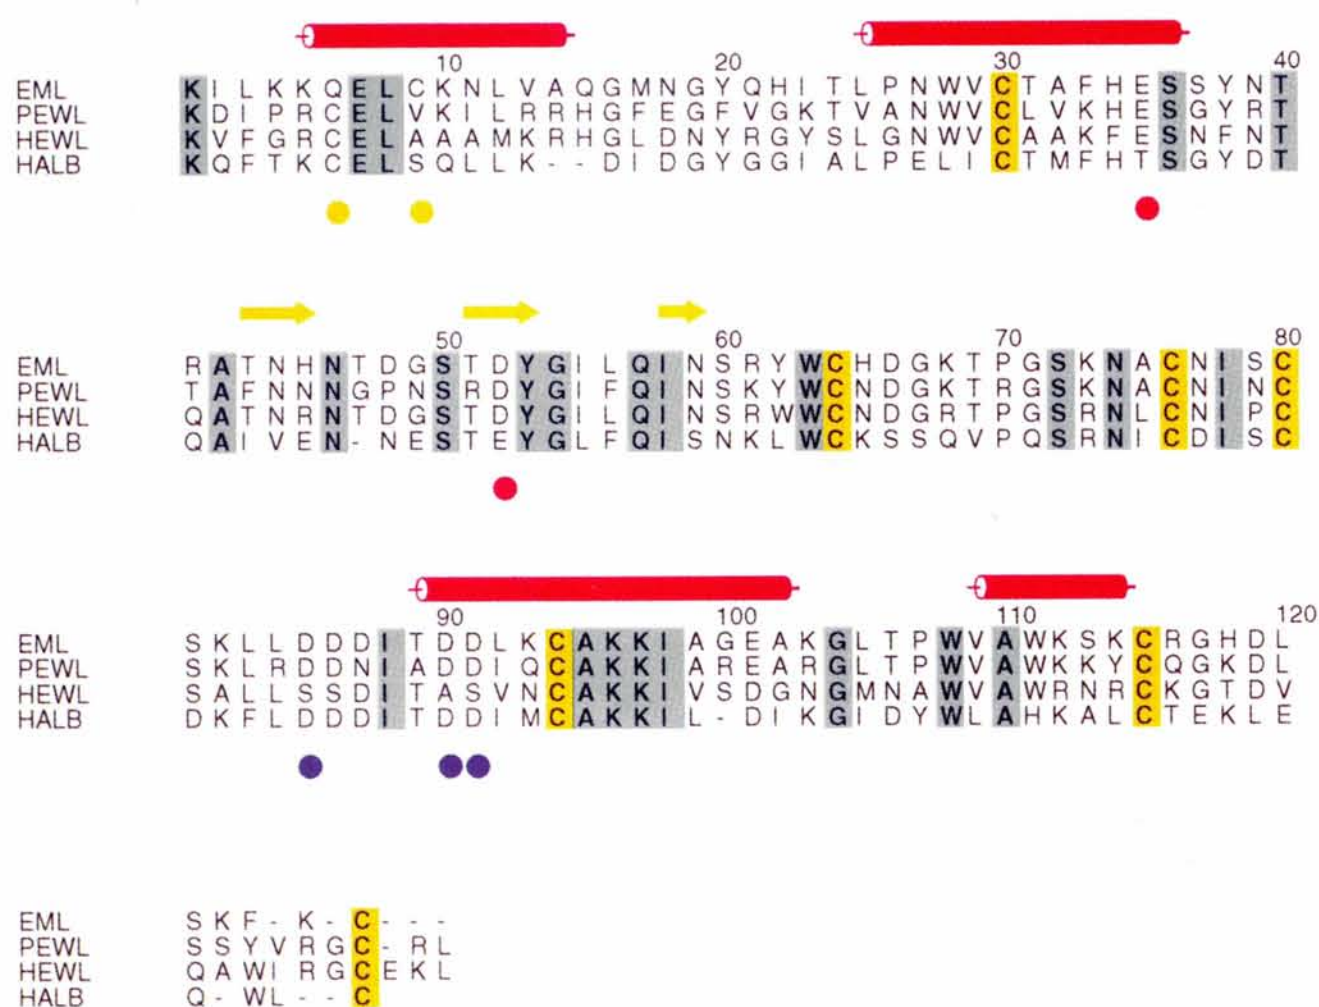 10 20 30 40
EML K I L K K Q E L C K N L V A Q G M N G Y Q H I T L P N W V C T A F H E S S Y N T
PEWL K D I P R C E L V K I L R R H G F E G F V G K T V A N W V C L V K H E S G Y R T
HEWL K V F G R C E L A A A M K R H G L D N Y R G Y S L G N W V C A A K F E S N F N T
HALB K Q F T K C E L S Q L L K - - D I D G Y G G I A L P E L I C T M F H T S G Y D T
50 60 70 80
EML R A T N H N T D G S T D Y G I L Q I N S R Y W C H D G K T P G S K N A C N I S C
PEWL T A F N N N G P N S R D Y G I F Q I N S K Y W C N D G K T R G S K N A C N I N C
HEWL Q A T N R N T D G S T D Y G I L Q I N S R W W C N D G R T P G S R N L C N I P C
HALB Q A I V E N - N E S T E Y G L F Q I S N K L W C K S S Q V P Q S R N I C D I S C
90 100 110 120
EML S K L L D D D I T D D L K C A K K I A G E A K G L T P W V A W K S K C R G H D L
PEWL S K L R D D N I A D D I Q C A K K I A R E A R G L T P W V A W K K Y C Q G K D L
HEWL S A L L S S D I T A S V N C A K K I V S D G N G M N A W V A W R N R C K G T D V
HALB D K F L D D D I T D D I M C A K K I L - D I K G I D Y W L A H K A L C T E K L E
EML S K F - K - C - - -
PEWL S S Y V R G C - R L
HEWL Q A W I R G C E K L
HALB Q - W L - - C